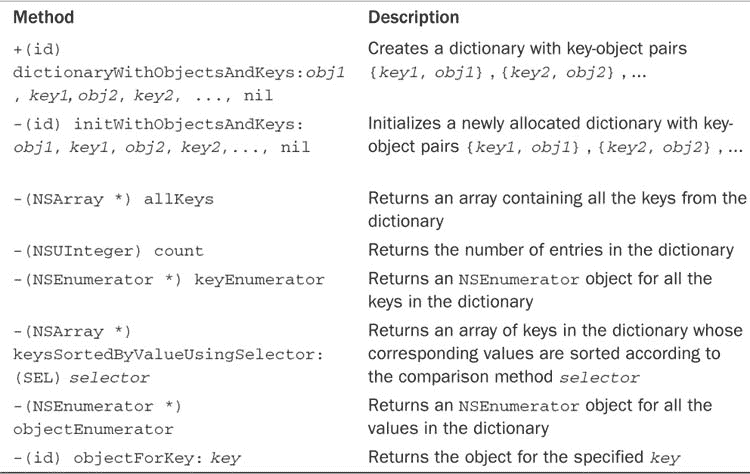 Method Description
+(id)
dictionaryWithObjectsAndKeys:obj1
, key1, obj2, key2, ..., nil
Creates a dictionary with key-object pairs
{key1, obj1} , {key2, obj2} , ...
-(id) initWithObjectsAndKeys:
obj1, key1, obj2, key2,..., nil
Initializes a newly allocated dictionary with key-
object pairs {key1, obj1} , {key2, obj2} , ...
-(NSArray *) allKeys
Returns an array containing all the keys from the
dictionary
-(NSUInteger) count
Returns the number of entries in the dictionary
-(NSEnumerator *) keyEnumerator
Returns an NSEnumerator object for all the
keys in the dictionary
-(NSArray *)
keysSortedByValueUsingSelector:
(SEL) selector
Returns an array of keys in the dictionary whose
corresponding values are sorted according to
the comparison method selector
-(NSEnumerator *)
objectEnumerator
Returns an NSEnumerator object for all the
values in the dictionary
-(id) objectForKey: key
Returns the object for the specified key